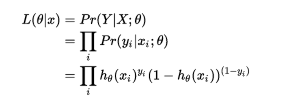 L(θ|x) = Pr(Y|X; θ)
= ∏_i Pr(y_i|x_i; θ)
= ∏_i h_θ(x_i)^{y_i}(1 − h_θ(x_i))^{(1−y_i)}